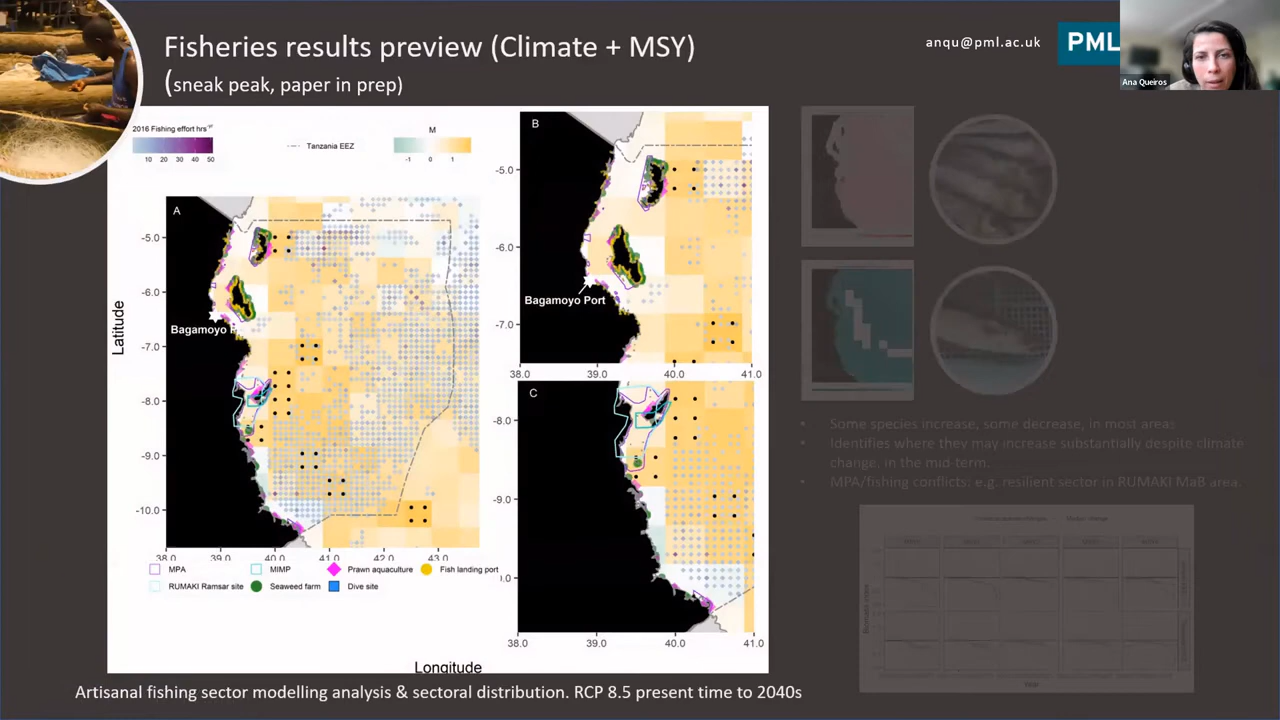 Fisheries results preview (Climate + MSY)
(sneak peak, paper in prep)
anqu@pml.ac.uk
PML
Ana Queiros
2016 Fishing effort hrs
10 20 30 40 50
Tanzania EEZ
M
-1 0 1
A
-5.0
-6.0
-7.0
-8.0
-9.0
-10.0
Bagamoyo
Latitude
38.0 39.0 40.0 41.0 42.0 43.0
B
-5.0
-6.0
-7.0
Bagamoyo Port
38.0 39.0 40.0 41.0
C
-8.0
-9.0
38.0 39.0 40.0 41.0
MPA
MIMP
Prawn aquaculture
Fish landing port
RUMAKI Ramsar site
Seaweed farm
Dive site
Longitude
Artisanal fishing sector modelling analysis & sectoral distribution. RCP 8.5 present time to 2040s
• Some species increase, some decrease, in most areas
• Identifies where
may increase substantially despite climate
change, in the mid-term.
• MPA/fishing conflicts: e.g. resilient sector in RUMAKI MaB area.